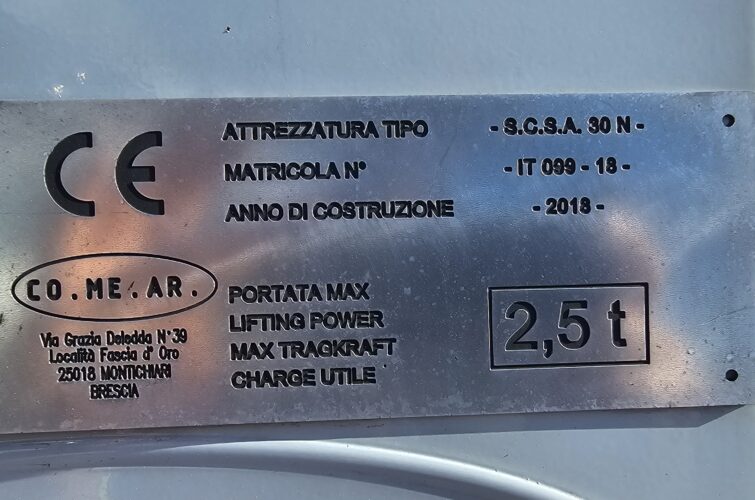 CE
ATTREZZATURA TIPO - S.C.S.A. 30 N -
MATRICOLA N° - IT 099 - 18 -
ANNO DI COSTRUZIONE - 2018 -
CO.ME.AR.
Via Grazia Deledda N°39
Località Fascia d' Oro
25018 MONTICHIARI
BRESCIA
PORTATA MAX
LIFTING POWER
MAX TRAGKRAFT
CHARGE UTILE
2,5 t